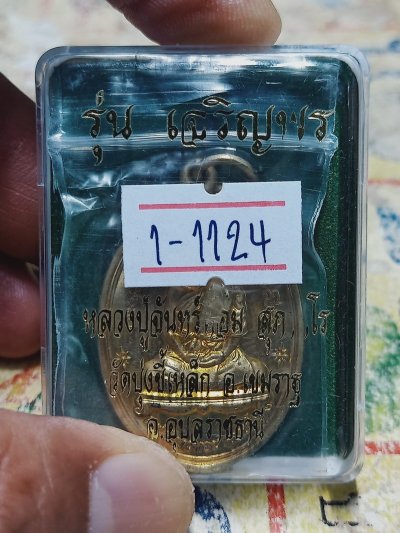 รุ่น เจริญพร
1-1124
หลวงปู่จันทร์
วัดบุ่งขี้เหล็ก อ.เขมราฐ
จ.อุบลราชธานี